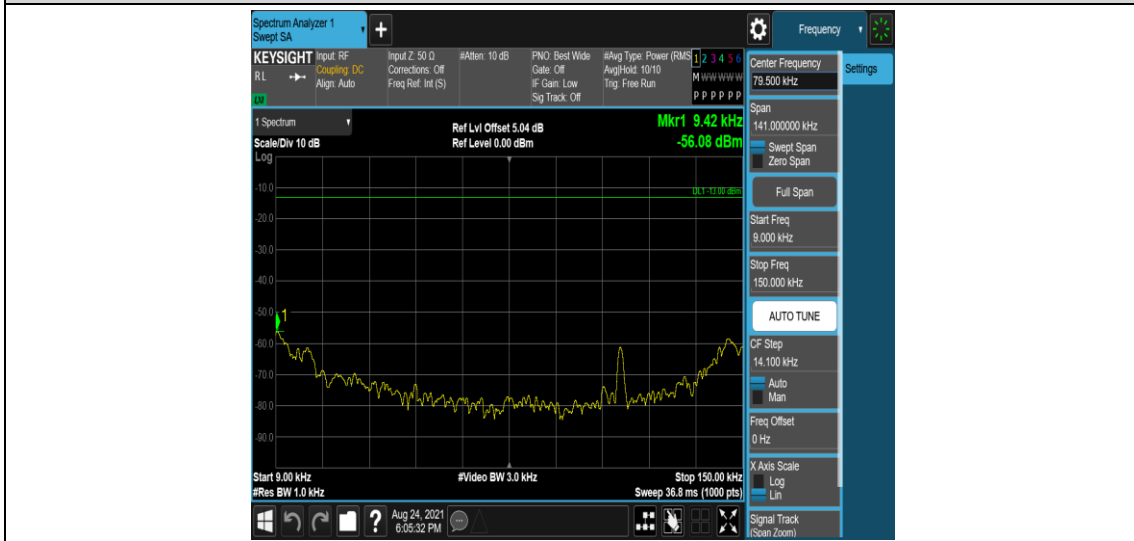 Spectrum Analyzer 1
Swept SA
+
Frequency
KEYSIGHT
RL
LXI
Input: RF
Coupling: DC
Align: Auto
Input Z: 50 Ω
Corrections: Off
Freq Ref: Int (S)
#Atten: 10 dB
PNO: Best Wide
Gate: Off
IF Gain: Low
Sig Track: Off
#Avg Type: Power (RMS
Avg|Hold: 10/10
Trig: Free Run
1 2 3 4 5 6
M W W W W W
P P P P P P
Center Frequency
79.500 kHz
Settings
Span
141.000000 kHz
Swept Span
Zero Span
Full Span
Start Freq
9.000 kHz
Stop Freq
150.000 kHz
AUTO TUNE
CF Step
14.100 kHz
Auto
Man
Freq Offset
0 Hz
X Axis Scale
Log
Lin
Signal Track
(Span Zoom)
1 Spectrum
Scale/Div 10 dB
Log
Ref Lvl Offset 5.04 dB
Ref Level 0.00 dBm
Mkr1 9.42 kHz
-56.08 dBm
DL1 -13.00 dBm
-10.0
-20.0
-30.0
-40.0
-50.0
1
-60.0
-70.0
-80.0
-90.0
Start 9.00 kHz
#Res BW 1.0 kHz
#Video BW 3.0 kHz
Stop 150.00 kHz
Sweep 36.8 ms (1000 pts)
?
Aug 24, 2021
6:05:32 PM